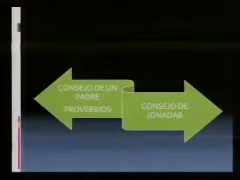 CONSEJO DE UN
PADRE
PROVERBIOS
CONSEJO DE
JONADAB